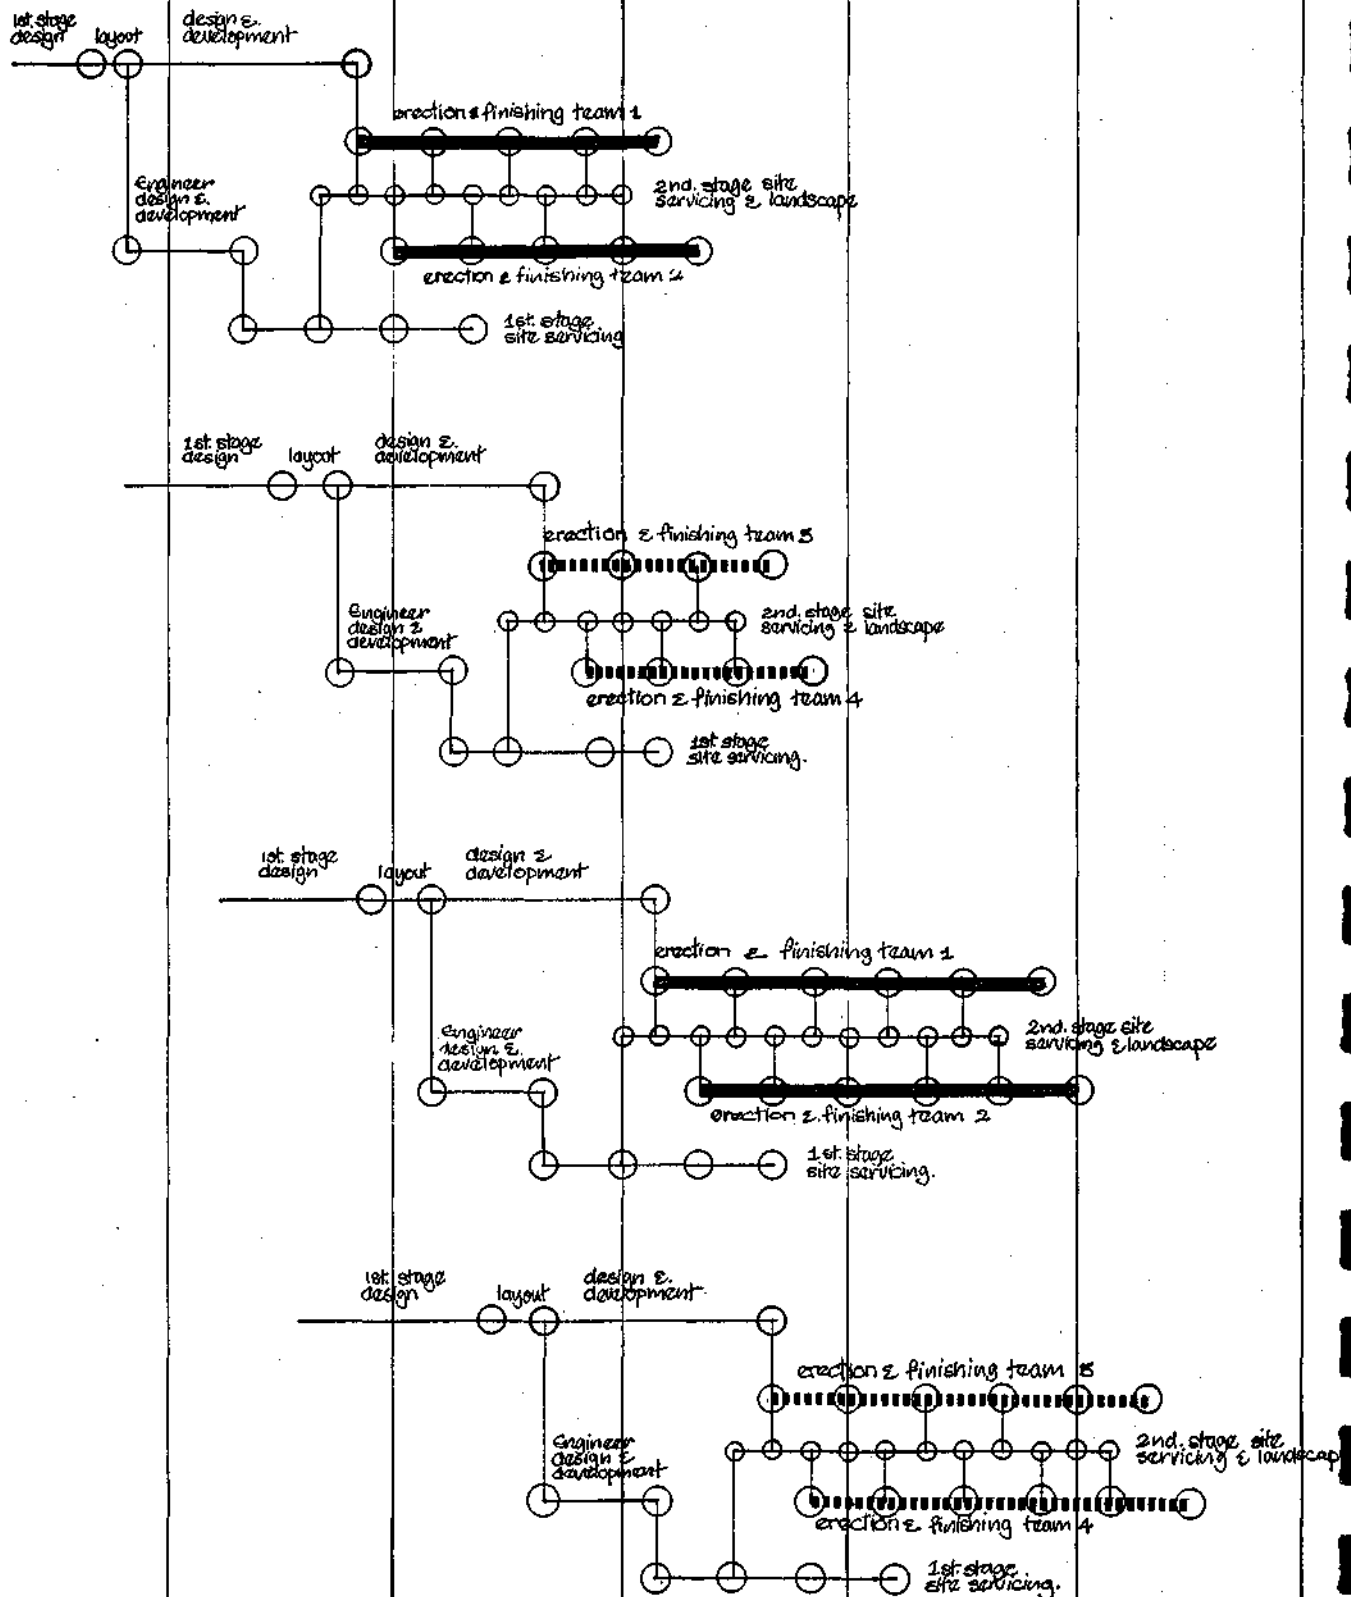 1st. stage
design
layout
design &
development
erection & finishing team 1
Engineer
design &
development
2nd. stage site
servicing & landscape
erection & finishing team 2
1st. stage
site servicing
1st. stage
design
layout
design &
development
erection & finishing team 3
Engineer
design &
development
2nd. stage site
servicing & landscape
erection & finishing team 4
1st stage
site servicing.
1st. stage
design
layout
design &
development
erection & finishing team 1
Engineer
design &
development
2nd. stage site
servicing & landscape
erection & finishing team 2
1st. stage
site servicing.
1st. stage
design
layout
design &
development
erection & finishing team 3
Engineer
design &
development
2nd. stage site
servicing & landscap
erection & finishing team 4
1st. stage.
site servicing.